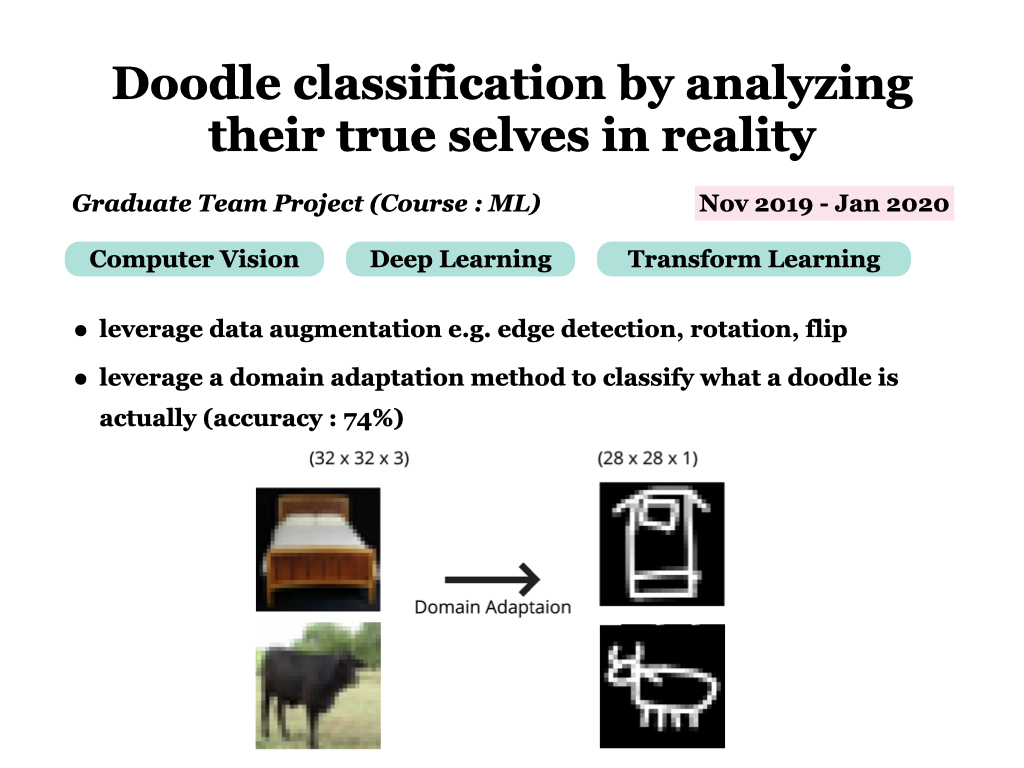 Doodle classification by analyzing
their true selves in reality
Graduate Team Project (Course : ML)
Nov 2019 - Jan 2020
Computer Vision
Deep Learning
Transform Learning
• leverage data augmentation e.g. edge detection, rotation, flip
• leverage a domain adaptation method to classify what a doodle is
actually (accuracy : 74%)
(32 x 32 x 3)
(28 x 28 x 1)
Domain Adaptaion